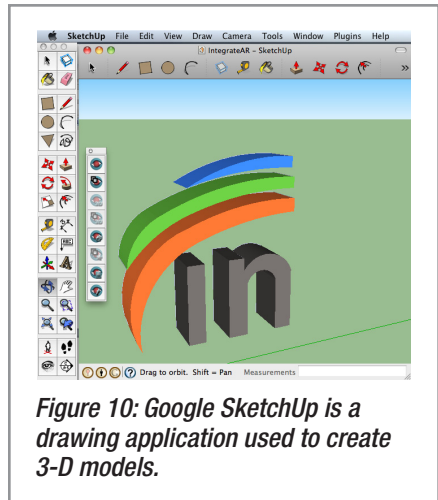 SketchUp File Edit View Draw Camera Tools Window Plugins Help
IntegrateAR – SketchUp
»
in
Drag to orbit. Shift = Pan Measurements
Figure 10: Google SketchUp is a
drawing application used to create
3-D models.